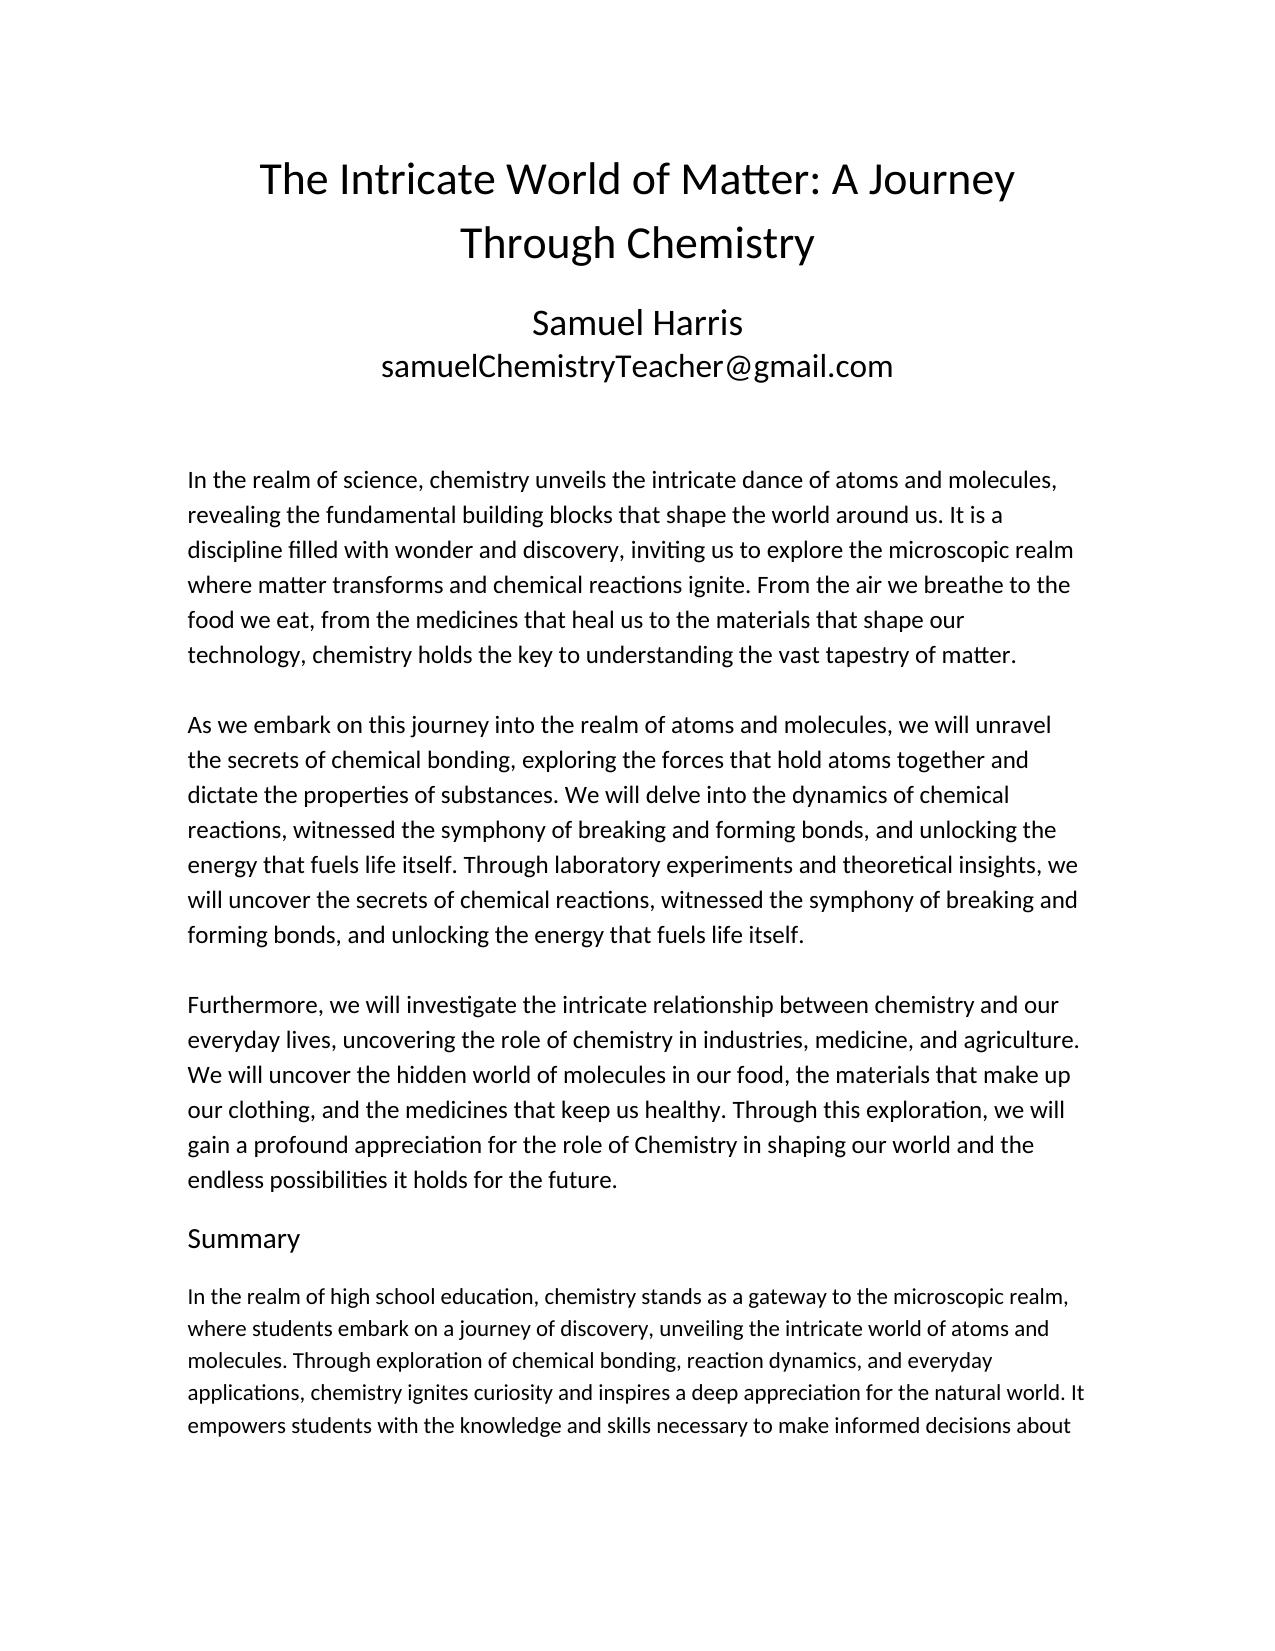 The Intricate World of Matter: A Journey
Through Chemistry
Samuel Harris
samuelChemistryTeacher@gmail.com
In the realm of science, chemistry unveils the intricate dance of atoms and molecules,
revealing the fundamental building blocks that shape the world around us. It is a
discipline filled with wonder and discovery, inviting us to explore the microscopic realm
where matter transforms and chemical reactions ignite. From the air we breathe to the
food we eat, from the medicines that heal us to the materials that shape our
technology, chemistry holds the key to understanding the vast tapestry of matter.
As we embark on this journey into the realm of atoms and molecules, we will unravel
the secrets of chemical bonding, exploring the forces that hold atoms together and
dictate the properties of substances. We will delve into the dynamics of chemical
reactions, witnessed the symphony of breaking and forming bonds, and unlocking the
energy that fuels life itself. Through laboratory experiments and theoretical insights, we
will uncover the secrets of chemical reactions, witnessed the symphony of breaking and
forming bonds, and unlocking the energy that fuels life itself.
Furthermore, we will investigate the intricate relationship between chemistry and our
everyday lives, uncovering the role of chemistry in industries, medicine, and agriculture.
We will uncover the hidden world of molecules in our food, the materials that make up
our clothing, and the medicines that keep us healthy. Through this exploration, we will
gain a profound appreciation for the role of Chemistry in shaping our world and the
endless possibilities it holds for the future.
Summary
In the realm of high school education, chemistry stands as a gateway to the microscopic realm,
where students embark on a journey of discovery, unveiling the intricate world of atoms and
molecules. Through exploration of chemical bonding, reaction dynamics, and everyday
applications, chemistry ignites curiosity and inspires a deep appreciation for the natural world. It
empowers students with the knowledge and skills necessary to make informed decisions about